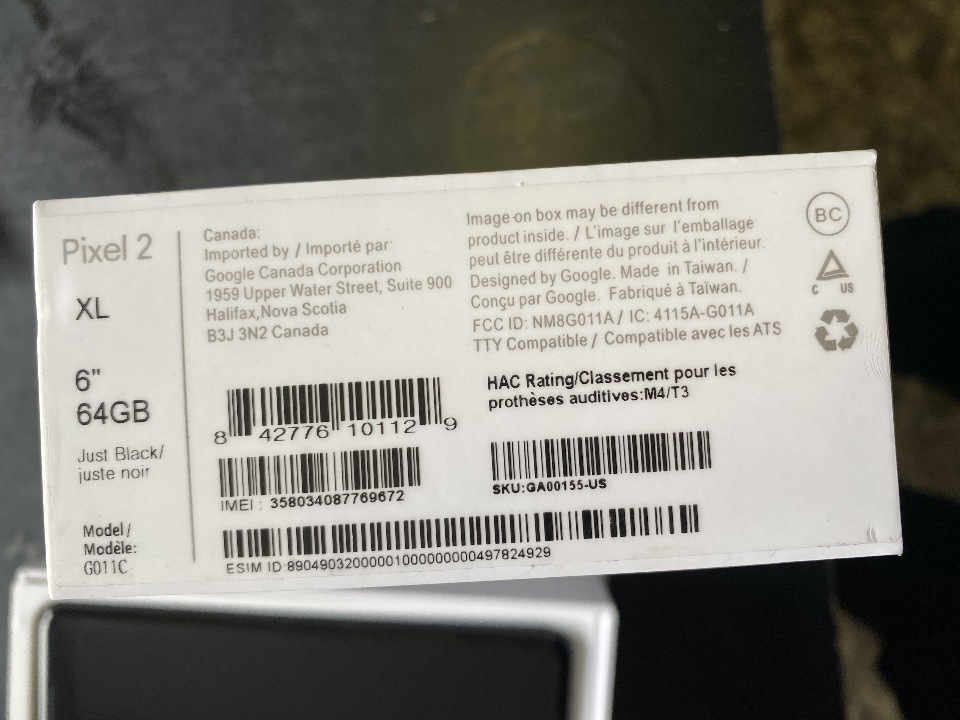 Pixel 2
XL
6"
64GB
Just Black/
juste noir
Model/
Modèle:
G011C
Canada:
Imported by / Importé par:
Google Canada Corporation
1959 Upper Water Street, Suite 900
Halifax,Nova Scotia
B3J 3N2 Canada
Image on box may be different from
product inside. / L'image sur l'emballage
peut être différente du produit à l'intérieur.
Designed by Google. Made in Taiwan. /
Conçu par Google. Fabriqué à Taïwan.
FCC ID: NM8G011A / IC: 4115A-G011A
TTY Compatible / Compatible avec les ATS
HAC Rating/Classement pour les
prothèses auditives:M4/T3
8 42776 10112 9
IMEI : 358034087769672
SKU:GA00155-US
ESIM ID:89049032000001000000000497824929
BC
C US